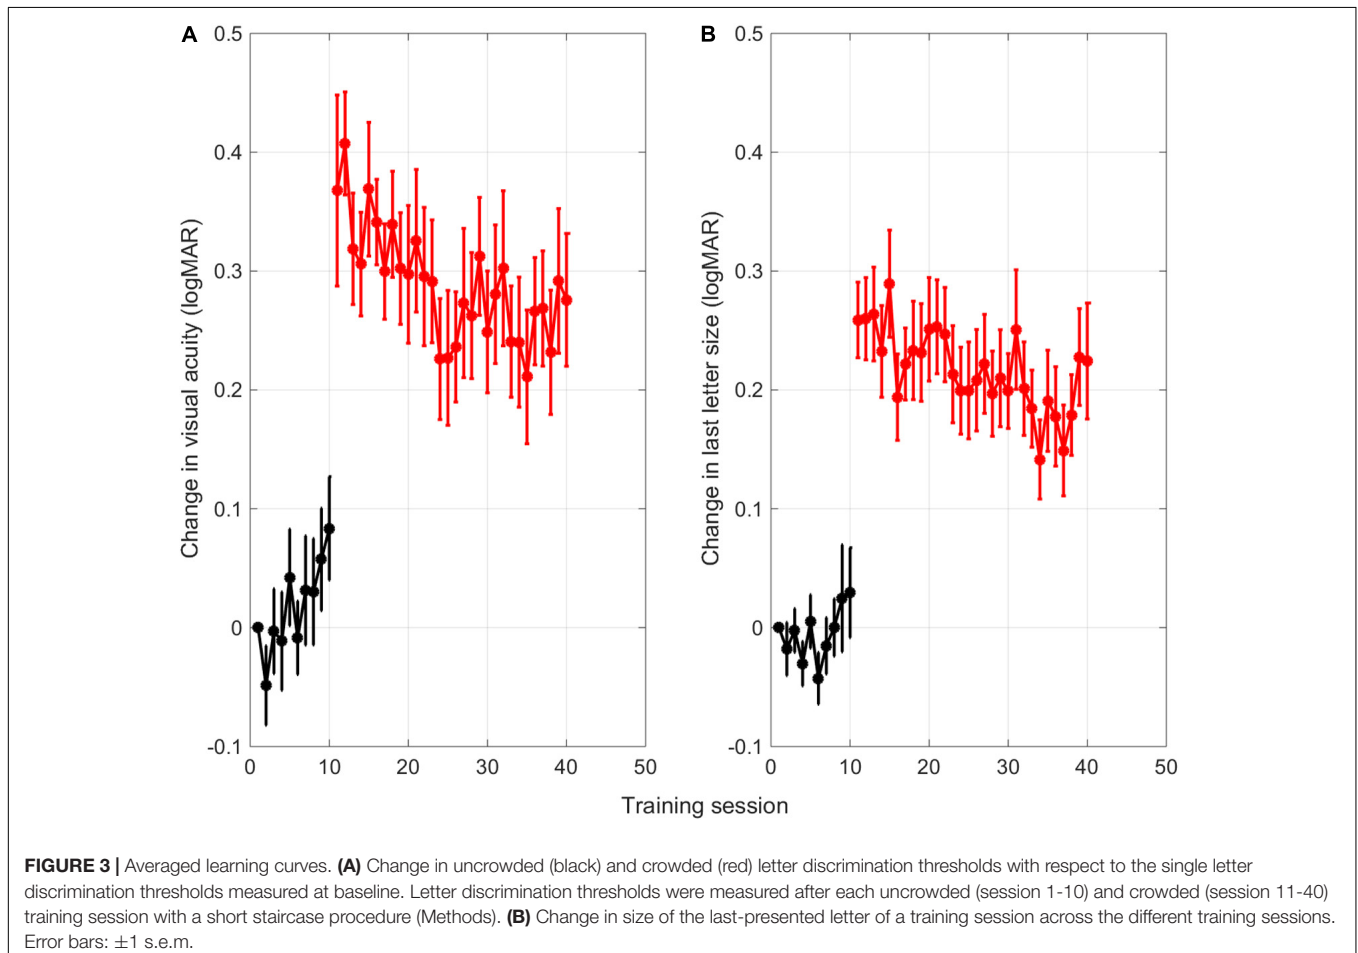 A
B
0.5
0.4
0.3
0.2
0.1
0
-0.1
0 10 20 30 40 50
Change in visual acuity (logMAR)
0.5
0.4
0.3
0.2
0.1
0
-0.1
0 10 20 30 40 50
Change in last letter size (logMAR)
Training session
FIGURE 3 | Averaged learning curves. (A) Change in uncrowded (black) and crowded (red) letter discrimination thresholds with respect to the single letter
discrimination thresholds measured at baseline. Letter discrimination thresholds were measured after each uncrowded (session 1-10) and crowded (session 11-40)
training session with a short staircase procedure (Methods). (B) Change in size of the last-presented letter of a training session across the different training sessions.
Error bars: ±1 s.e.m.